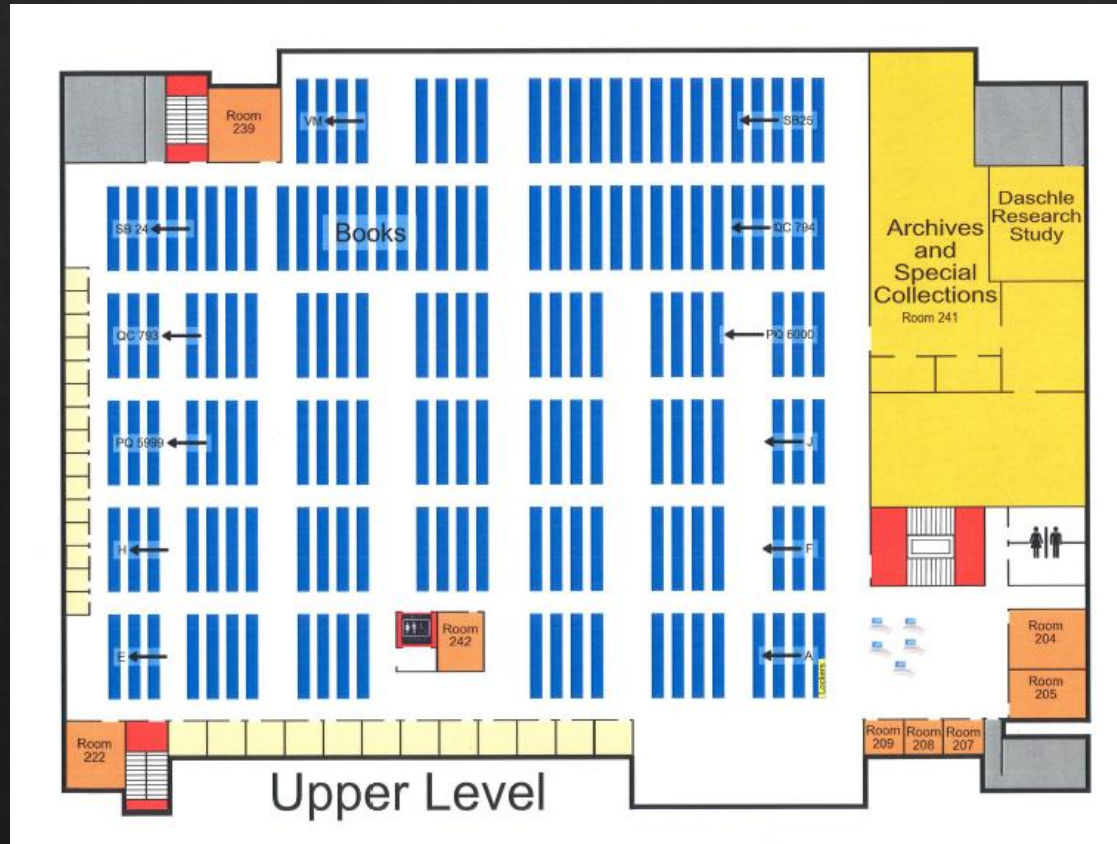 Room
239
VM
SB25
SB 24
Books
QC 794
Archives
and
Special
Collections
Room 241
Daschle
Research
Study
QC 793
PQ 6000
PQ 5999
J
H
F
E
Room
242
A
Lockers
Room
204
Room
205
Room
222
Room
209
Room
208
Room
207
Upper Level